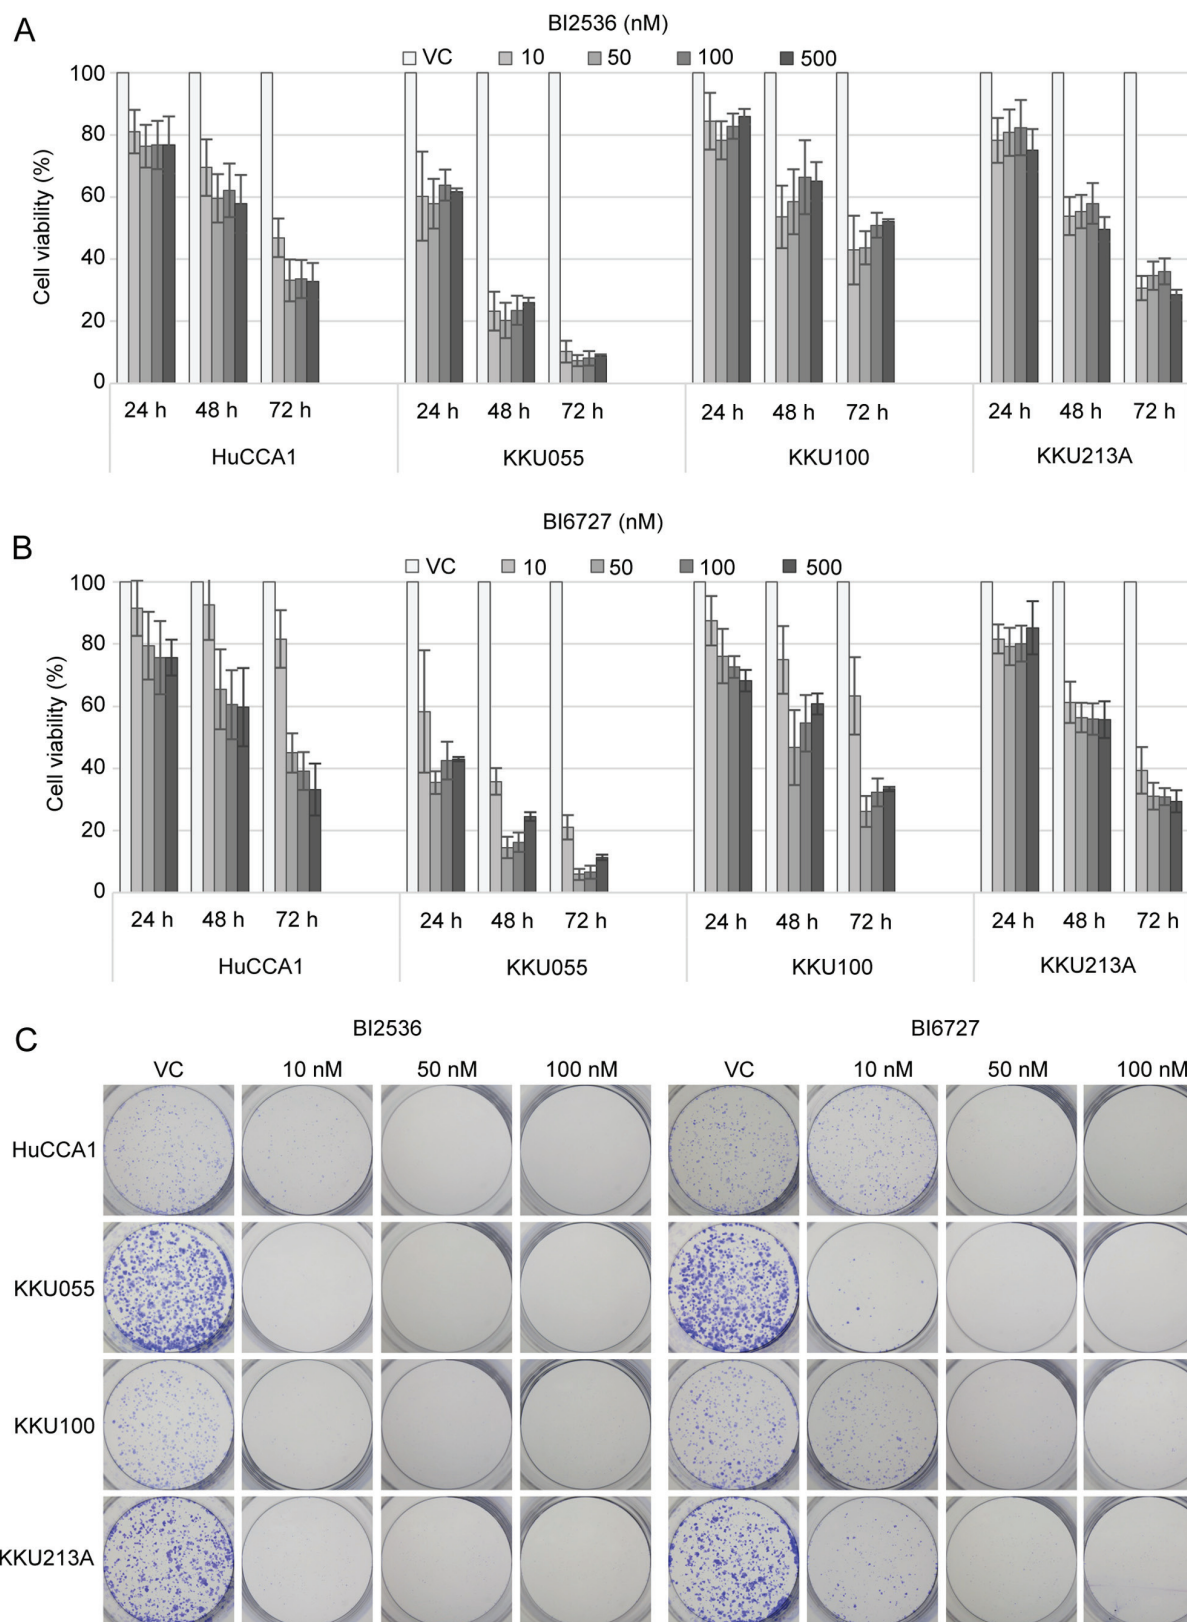 A
BI2536 (nM)
VC 10 50 100 500
Cell viability (%)
100
80
60
40
20
0
24 h 48 h 72 h 24 h 48 h 72 h 24 h 48 h 72 h 24 h 48 h 72 h
HuCCA1 KKU055 KKU100 KKU213A
B
BI6727 (nM)
VC 10 50 100 500
Cell viability (%)
100
80
60
40
20
0
24 h 48 h 72 h 24 h 48 h 72 h 24 h 48 h 72 h 24 h 48 h 72 h
HuCCA1 KKU055 KKU100 KKU213A
C
BI2536 BI6727
VC 10 nM 50 nM 100 nM VC 10 nM 50 nM 100 nM
HuCCA1
KKU055
KKU100
KKU213A